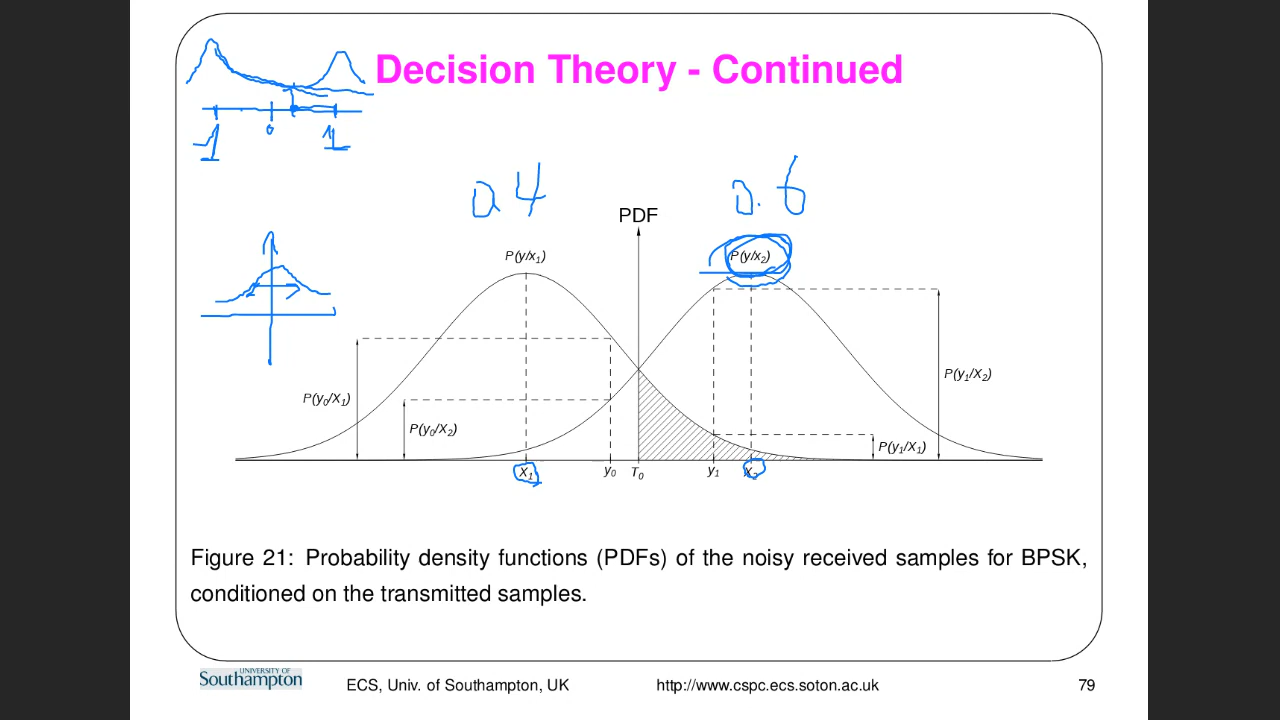 Decision Theory - Continued
-1 0 1
0.4 0.6
PDF
P(y/x₁) P(y/x₂)
P(y₁/X₂)
P(y₀/X₁)
P(y₀/X₂)
P(y₁/X₁)
X₁ y₀ T₀ y₁ X₂
Figure 21: Probability density functions (PDFs) of the noisy received samples for BPSK,
conditioned on the transmitted samples.
UNIVERSITY OF
Southampton
ECS, Univ. of Southampton, UK http://www.cspc.ecs.soton.ac.uk 79